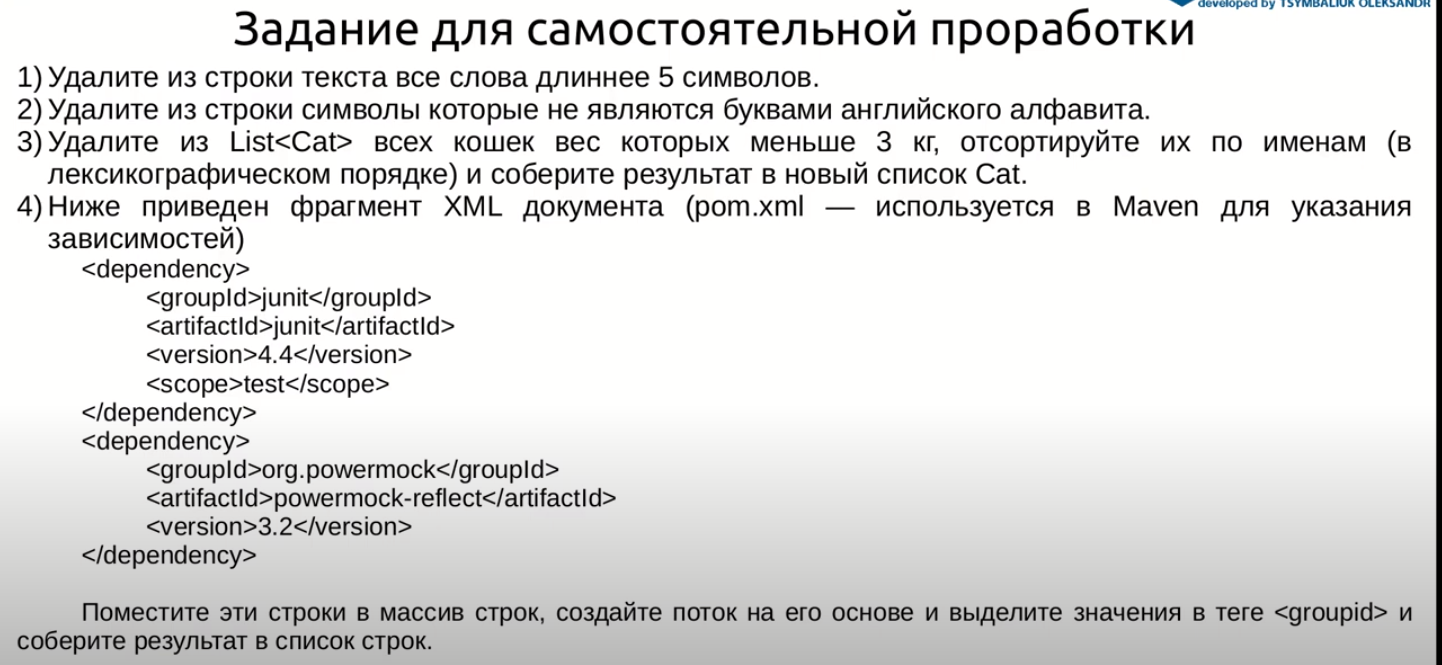 developed by TSYMBALIUK OLEKSANDR
Задание для самостоятельной проработки
1) Удалите из строки текста все слова длиннее 5 символов.
2) Удалите из строки символы которые не являются буквами английского алфавита.
3) Удалите из List<Cat> всех кошек вес которых меньше 3 кг, отсортируйте их по именам (в
лексикографическом порядке) и соберите результат в новый список Cat.
4) Ниже приведен фрагмент XML документа (pom.xml — используется в Maven для указания
зависимостей)
<dependency>
<groupId>junit</groupId>
<artifactId>junit</artifactId>
<version>4.4</version>
<scope>test</scope>
</dependency>
<dependency>
<groupId>org.powermock</groupId>
<artifactId>powermock-reflect</artifactId>
<version>3.2</version>
</dependency>
Поместите эти строки в массив строк, создайте поток на его основе и выделите значения в теге <groupid> и
соберите результат в список строк.